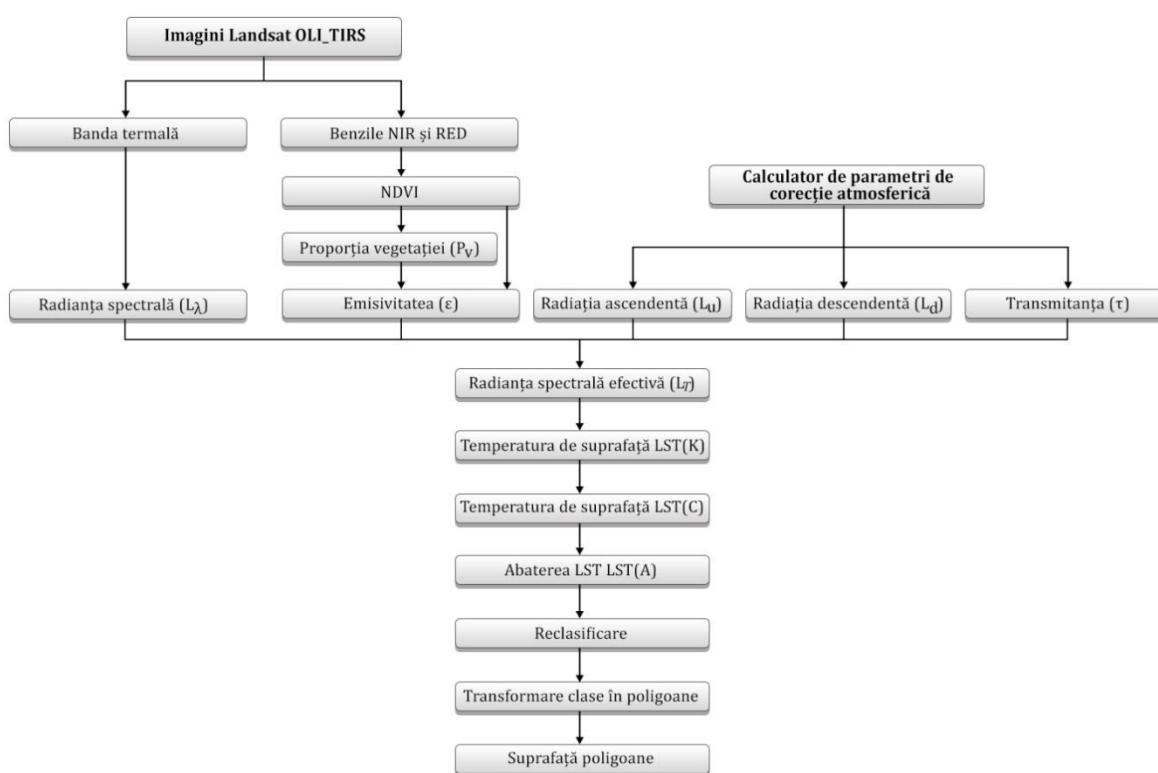 Imagini Landsat OLI_TIRS
Banda termală
Benzile NIR și RED
NDVI
Calculator de parametri de
corecție atmosferică
Proporția vegetației (Pv)
Radianța spectrală (Lλ)
Emisivitatea (ε)
Radiația ascendentă (Lu)
Radiația descendentă (Ld)
Transmitanța (τ)
Radianța spectrală efectivă (LT)
Temperatura de suprafață LST(K)
Temperatura de suprafață LST(C)
Abaterea LST LST(A)
Reclasificare
Transformare clase în poligoane
Suprafață poligoane